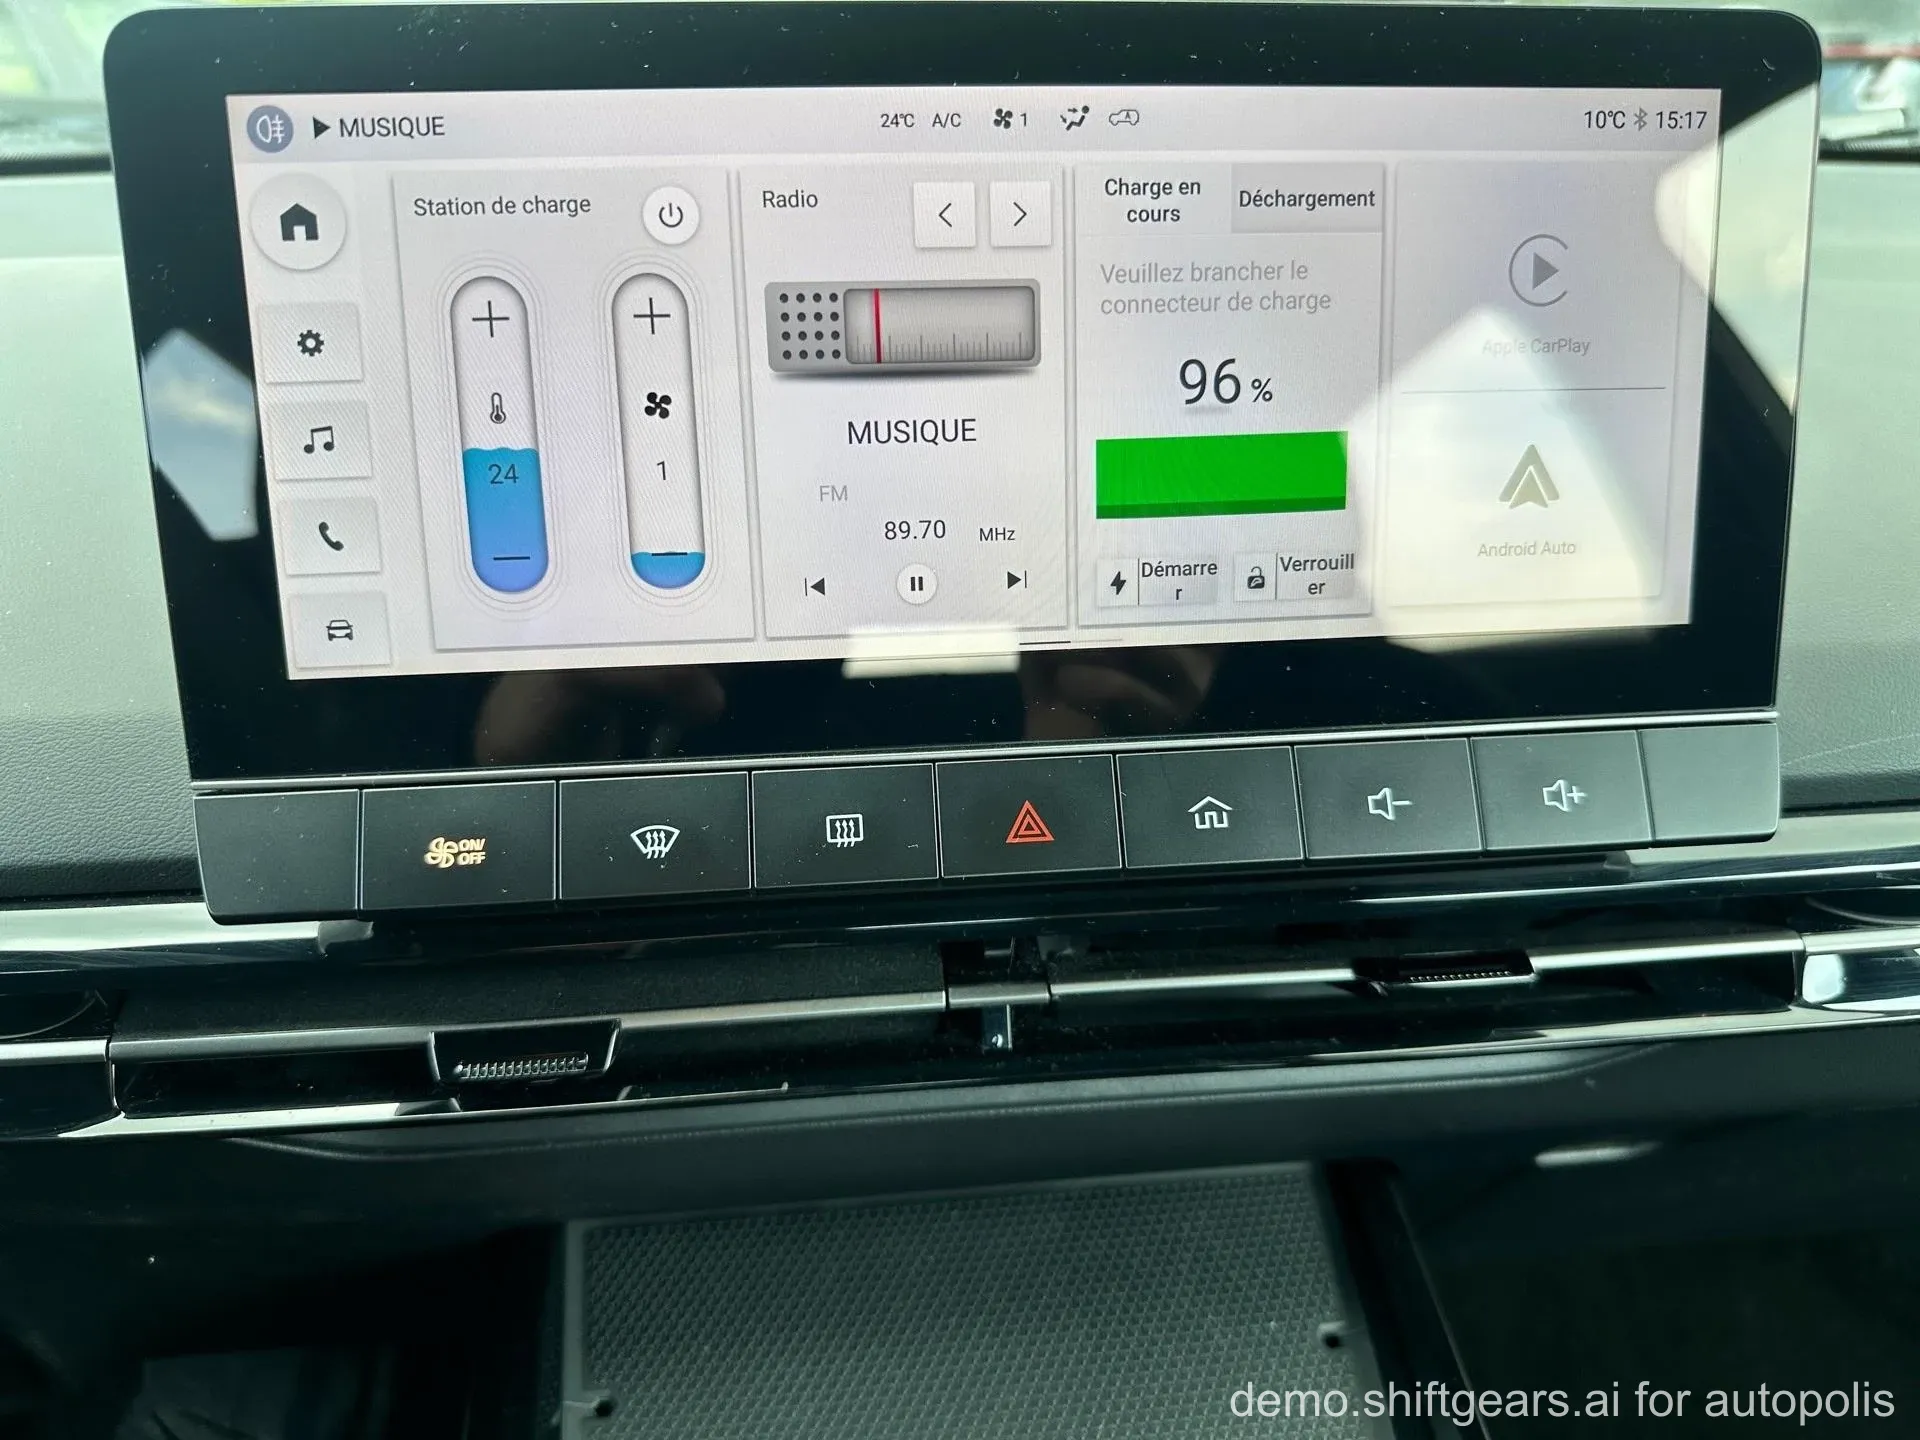 MUSIQUE
24℃ A/C 1
10℃ 15:17
Station de charge
24
1
Radio
MUSIQUE
FM
89.70 MHz
Charge en
cours
Déchargement
Veuillez brancher le
connecteur de charge
96 %
Démarre
r
Verrouill
er
Apple CarPlay
Android Auto
ON/
OFF
demo.shiftgears.ai for autopolis